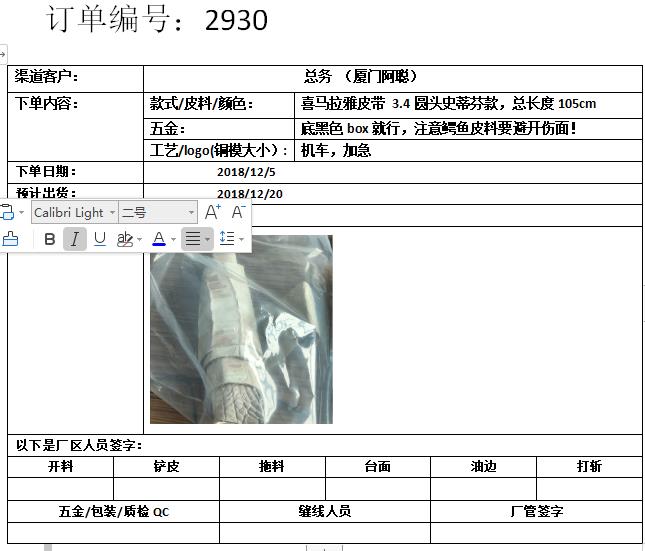 订单编号：2930
渠道客户： 总务 （厦门阿聪）
下单内容： 款式/皮料/颜色： 喜马拉雅皮带 3.4 圆头史蒂芬款，总长度 105cm
五金： 底黑色 box 就行，注意鳄鱼皮料要避开伤面！
工艺/logo(铜模大小）： 机车，加急
下单日期： 2018/12/5
预计出货： 2018/12/20
Calibri Light 二号 A+ A-
B I U ab A
以下是厂区人员签字：
开料 铲皮 拖料 台面 油边 打斩
五金/包装/质检 QC 缝线人员 厂管签字